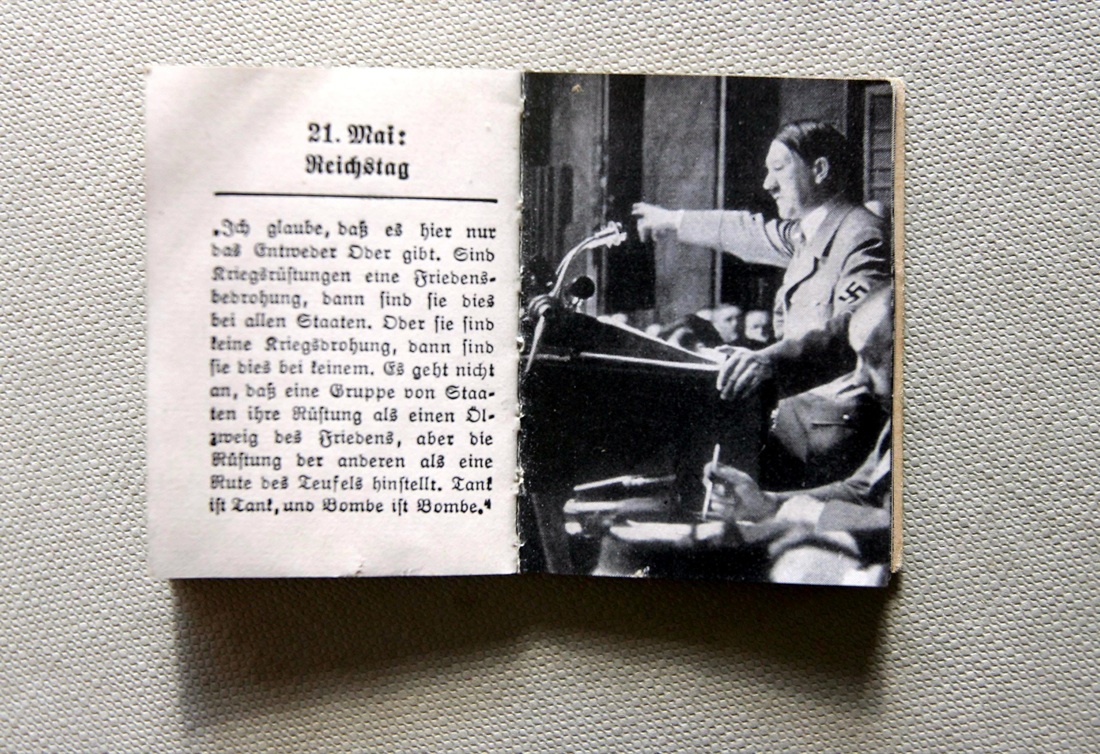 21. Mai:
Reichstag
„Ich glaube, daß es hier nur
das Entweder Oder gibt. Sind
Kriegsrüstungen eine Friedens-
bedrohung, dann sind sie dies
bei allen Staaten. Oder sie sind
keine Kriegsdrohung, dann sind
sie dies bei keinem. Es geht nicht
an, daß eine Gruppe von Staa-
ten ihre Rüstung als einen Öl-
zweig des Friedens, aber die
Rüstung der anderen als eine
Rute des Teufels hinstellt. Tank
ist Tank, und Bombe ist Bombe.“